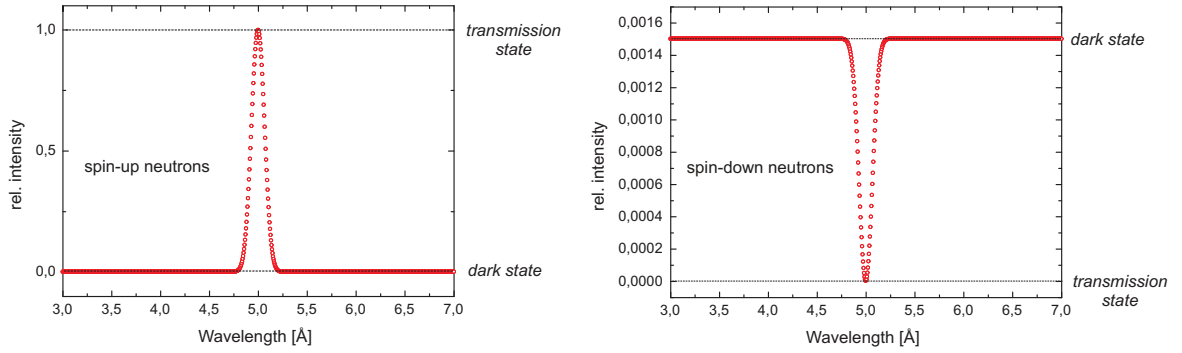 1,0
0,5
0,0
rel. intensity
spin-up neutrons
transmission
state
dark state
3,0 3,5 4,0 4,5 5,0 5,5 6,0 6,5 7,0
Wavelength [Å]
0,0016
0,0014
0,0012
0,0010
0,0008
0,0006
0,0004
0,0002
0,0000
rel. intensity
spin-down neutrons
dark state
transmission
state
3,0 3,5 4,0 4,5 5,0 5,5 6,0 6,5 7,0
Wavelength [Å]